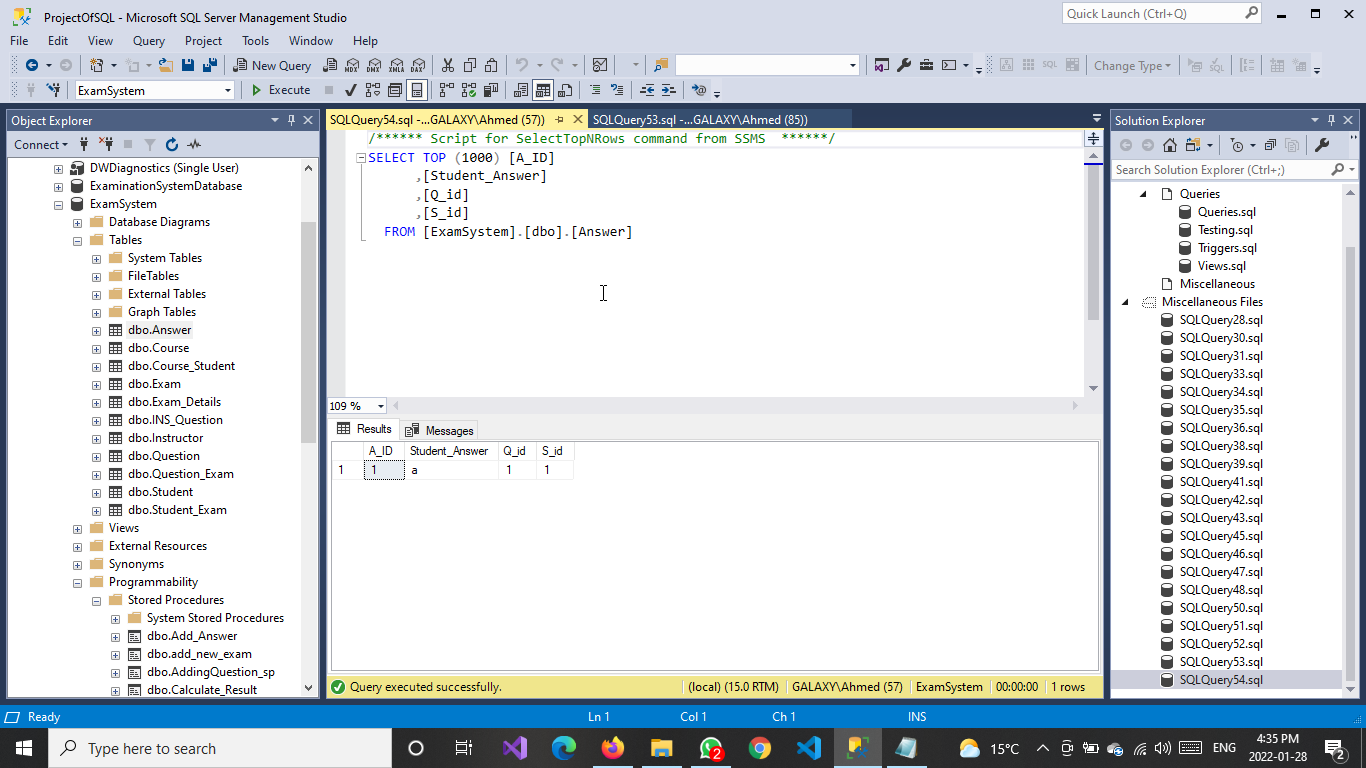 ProjectOfSQL - Microsoft SQL Server Management Studio
Quick Launch (Ctrl+Q)
File Edit View Query Project Tools Window Help
New Query
MDX DMX XMLA DAX
Change Type
ExamSystem
Execute
Object Explorer
Connect
DWDiagnostics (Single User)
ExaminationSystemDatabase
ExamSystem
Database Diagrams
Tables
System Tables
FileTables
External Tables
Graph Tables
dbo.Answer
dbo.Course
dbo.Course_Student
dbo.Exam
dbo.Exam_Details
dbo.INS_Question
dbo.Instructor
dbo.Question
dbo.Question_Exam
dbo.Student
dbo.Student_Exam
Views
External Resources
Synonyms
Programmability
Stored Procedures
System Stored Procedures
dbo.Add_Answer
dbo.add_new_exam
dbo.AddingQuestion_sp
dbo.Calculate_Result
SQLQuery54.sql -...GALAXY\Ahmed (57))
SQLQuery53.sql -...GALAXY\Ahmed (85))
/****** Script for SelectTopNRows command from SSMS  ******/
SELECT TOP (1000) [A_ID]
,[Student_Answer]
,[Q_id]
,[S_id]
FROM [ExamSystem].[dbo].[Answer]
109 %
Results Messages
A_ID Student_Answer Q_id S_id
1 1 a 1 1
Query executed successfully.
(local) (15.0 RTM) GALAXY\Ahmed (57) ExamSystem 00:00:00 1 rows
Solution Explorer
Search Solution Explorer (Ctrl+;)
Queries
Queries.sql
Testing.sql
Triggers.sql
Views.sql
Miscellaneous
Miscellaneous Files
SQLQuery28.sql
SQLQuery30.sql
SQLQuery31.sql
SQLQuery33.sql
SQLQuery34.sql
SQLQuery35.sql
SQLQuery36.sql
SQLQuery38.sql
SQLQuery39.sql
SQLQuery41.sql
SQLQuery42.sql
SQLQuery43.sql
SQLQuery45.sql
SQLQuery46.sql
SQLQuery47.sql
SQLQuery48.sql
SQLQuery50.sql
SQLQuery51.sql
SQLQuery52.sql
SQLQuery53.sql
SQLQuery54.sql
Ready Ln 1 Col 1 Ch 1 INS
Type here to search
2
15°C
ENG
4:35 PM
2022-01-28
2